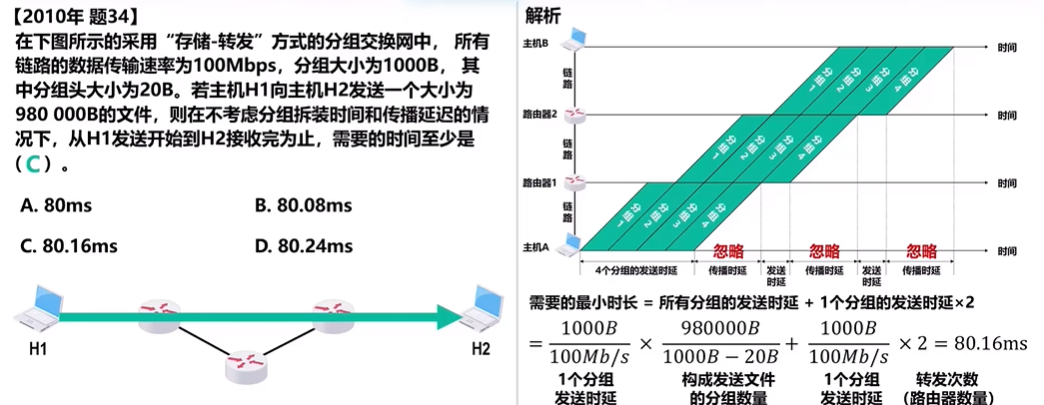 【2010年 题34】
在下图所示的采用“存储-转发”方式的分组交换网中， 所有
链路的数据传输速率为100Mbps，分组大小为1000B， 其
中分组头大小为20B。若主机H1向主机H2发送一个大小为
980 000B的文件，则在不考虑分组拆装时间和传播延迟的情
况下，从H1发送开始到H2接收完为止，需要的时间至少是
（C）。
A. 80ms
B. 80.08ms
C. 80.16ms
D. 80.24ms
H1
H2
解析
主机B
时间
链路
分组1
分组2
分组3
分组4
路由器2
时间
链路
分组1
分组2
分组3
分组4
路由器1
时间
链路
分组1
分组2
分组3
分组4
主机A
忽略
忽略
忽略
时间
4个分组的发送时延
传播时延
发送时延
传播时延
发送时延
传播时延
需要的最小时长 = 所有分组的发送时延 + 1个分组的发送时延×2
= 1000B / 100Mb/s × 980000B / 1000B − 20B + 1000B / 100Mb/s × 2 = 80.16ms
1个分组 构成发送文件 1个分组 转发次数
发送时延 的分组数量 发送时延 （路由器数量）